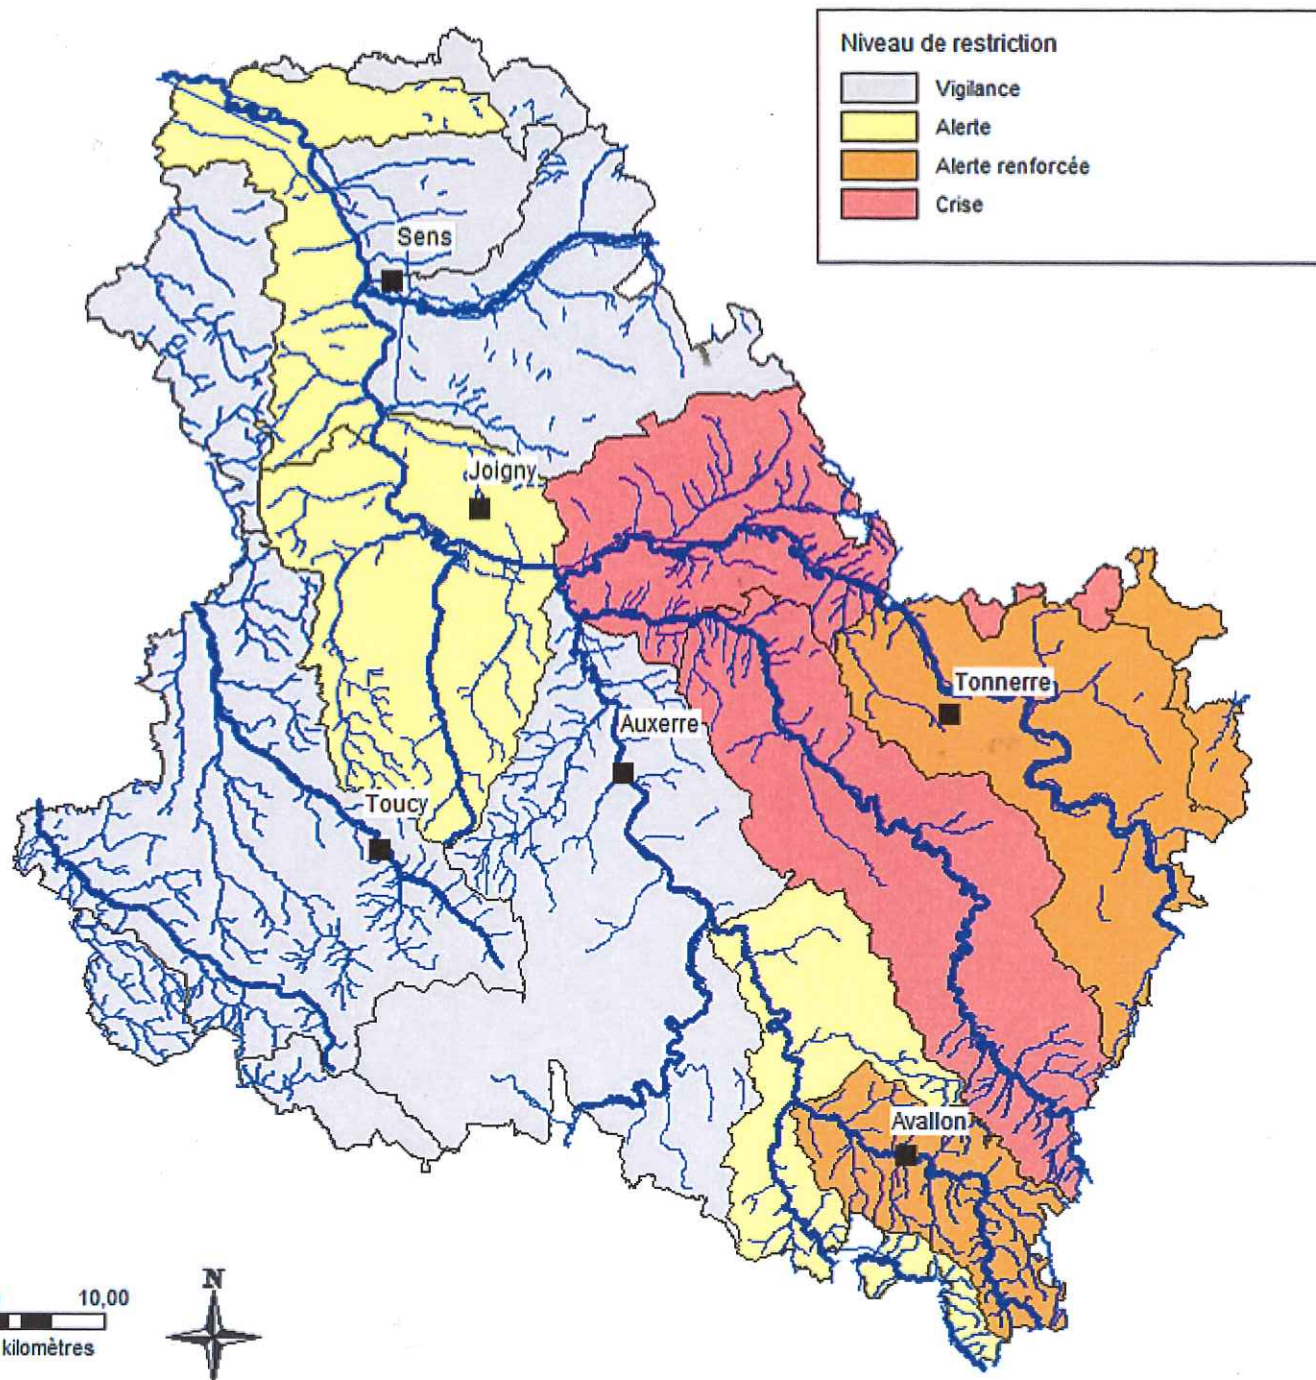 Niveau de restriction
Vigilance
Alerte
Alerte renforcée
Crise
Sens
Joigny
Tonnerre
Auxerre
Toucy
Avallon
N
10,00
kilomètres